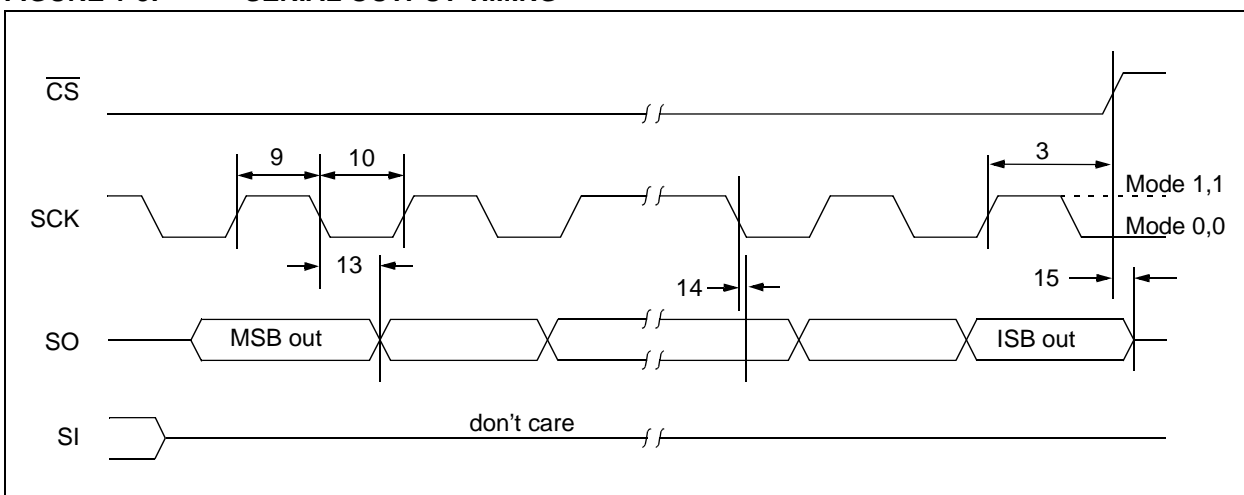 CS
9
10
3
Mode 1,1
SCK
Mode 0,0
13
14
15
SO
MSB out
ISB out
SI
don't care